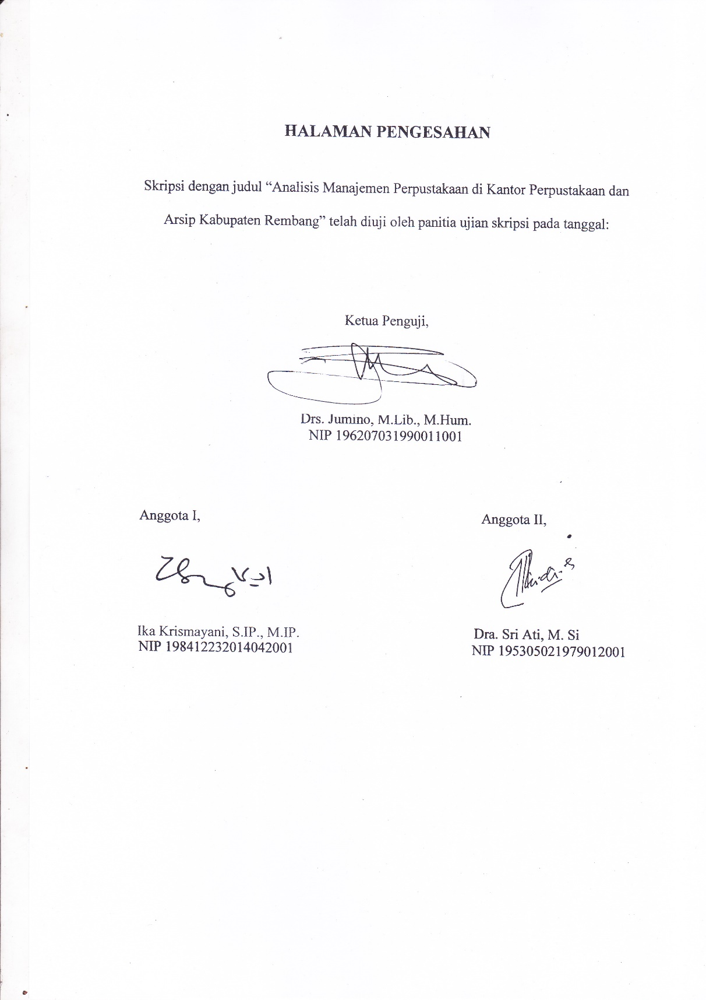 HALAMAN PENGESAHAN
Skripsi dengan judul “Analisis Manajemen Perpustakaan di Kantor Perpustakaan dan
Arsip Kabupaten Rembang” telah diuji oleh panitia ujian skripsi pada tanggal:
Ketua Penguji,
Drs. Jumino, M.Lib., M.Hum.
NIP 196207031990011001
Anggota I,
Ika Krismayani, S.IP., M.IP.
NIP 198412232014042001
Anggota II,
Dra. Sri Ati, M. Si
NIP 195305021979012001